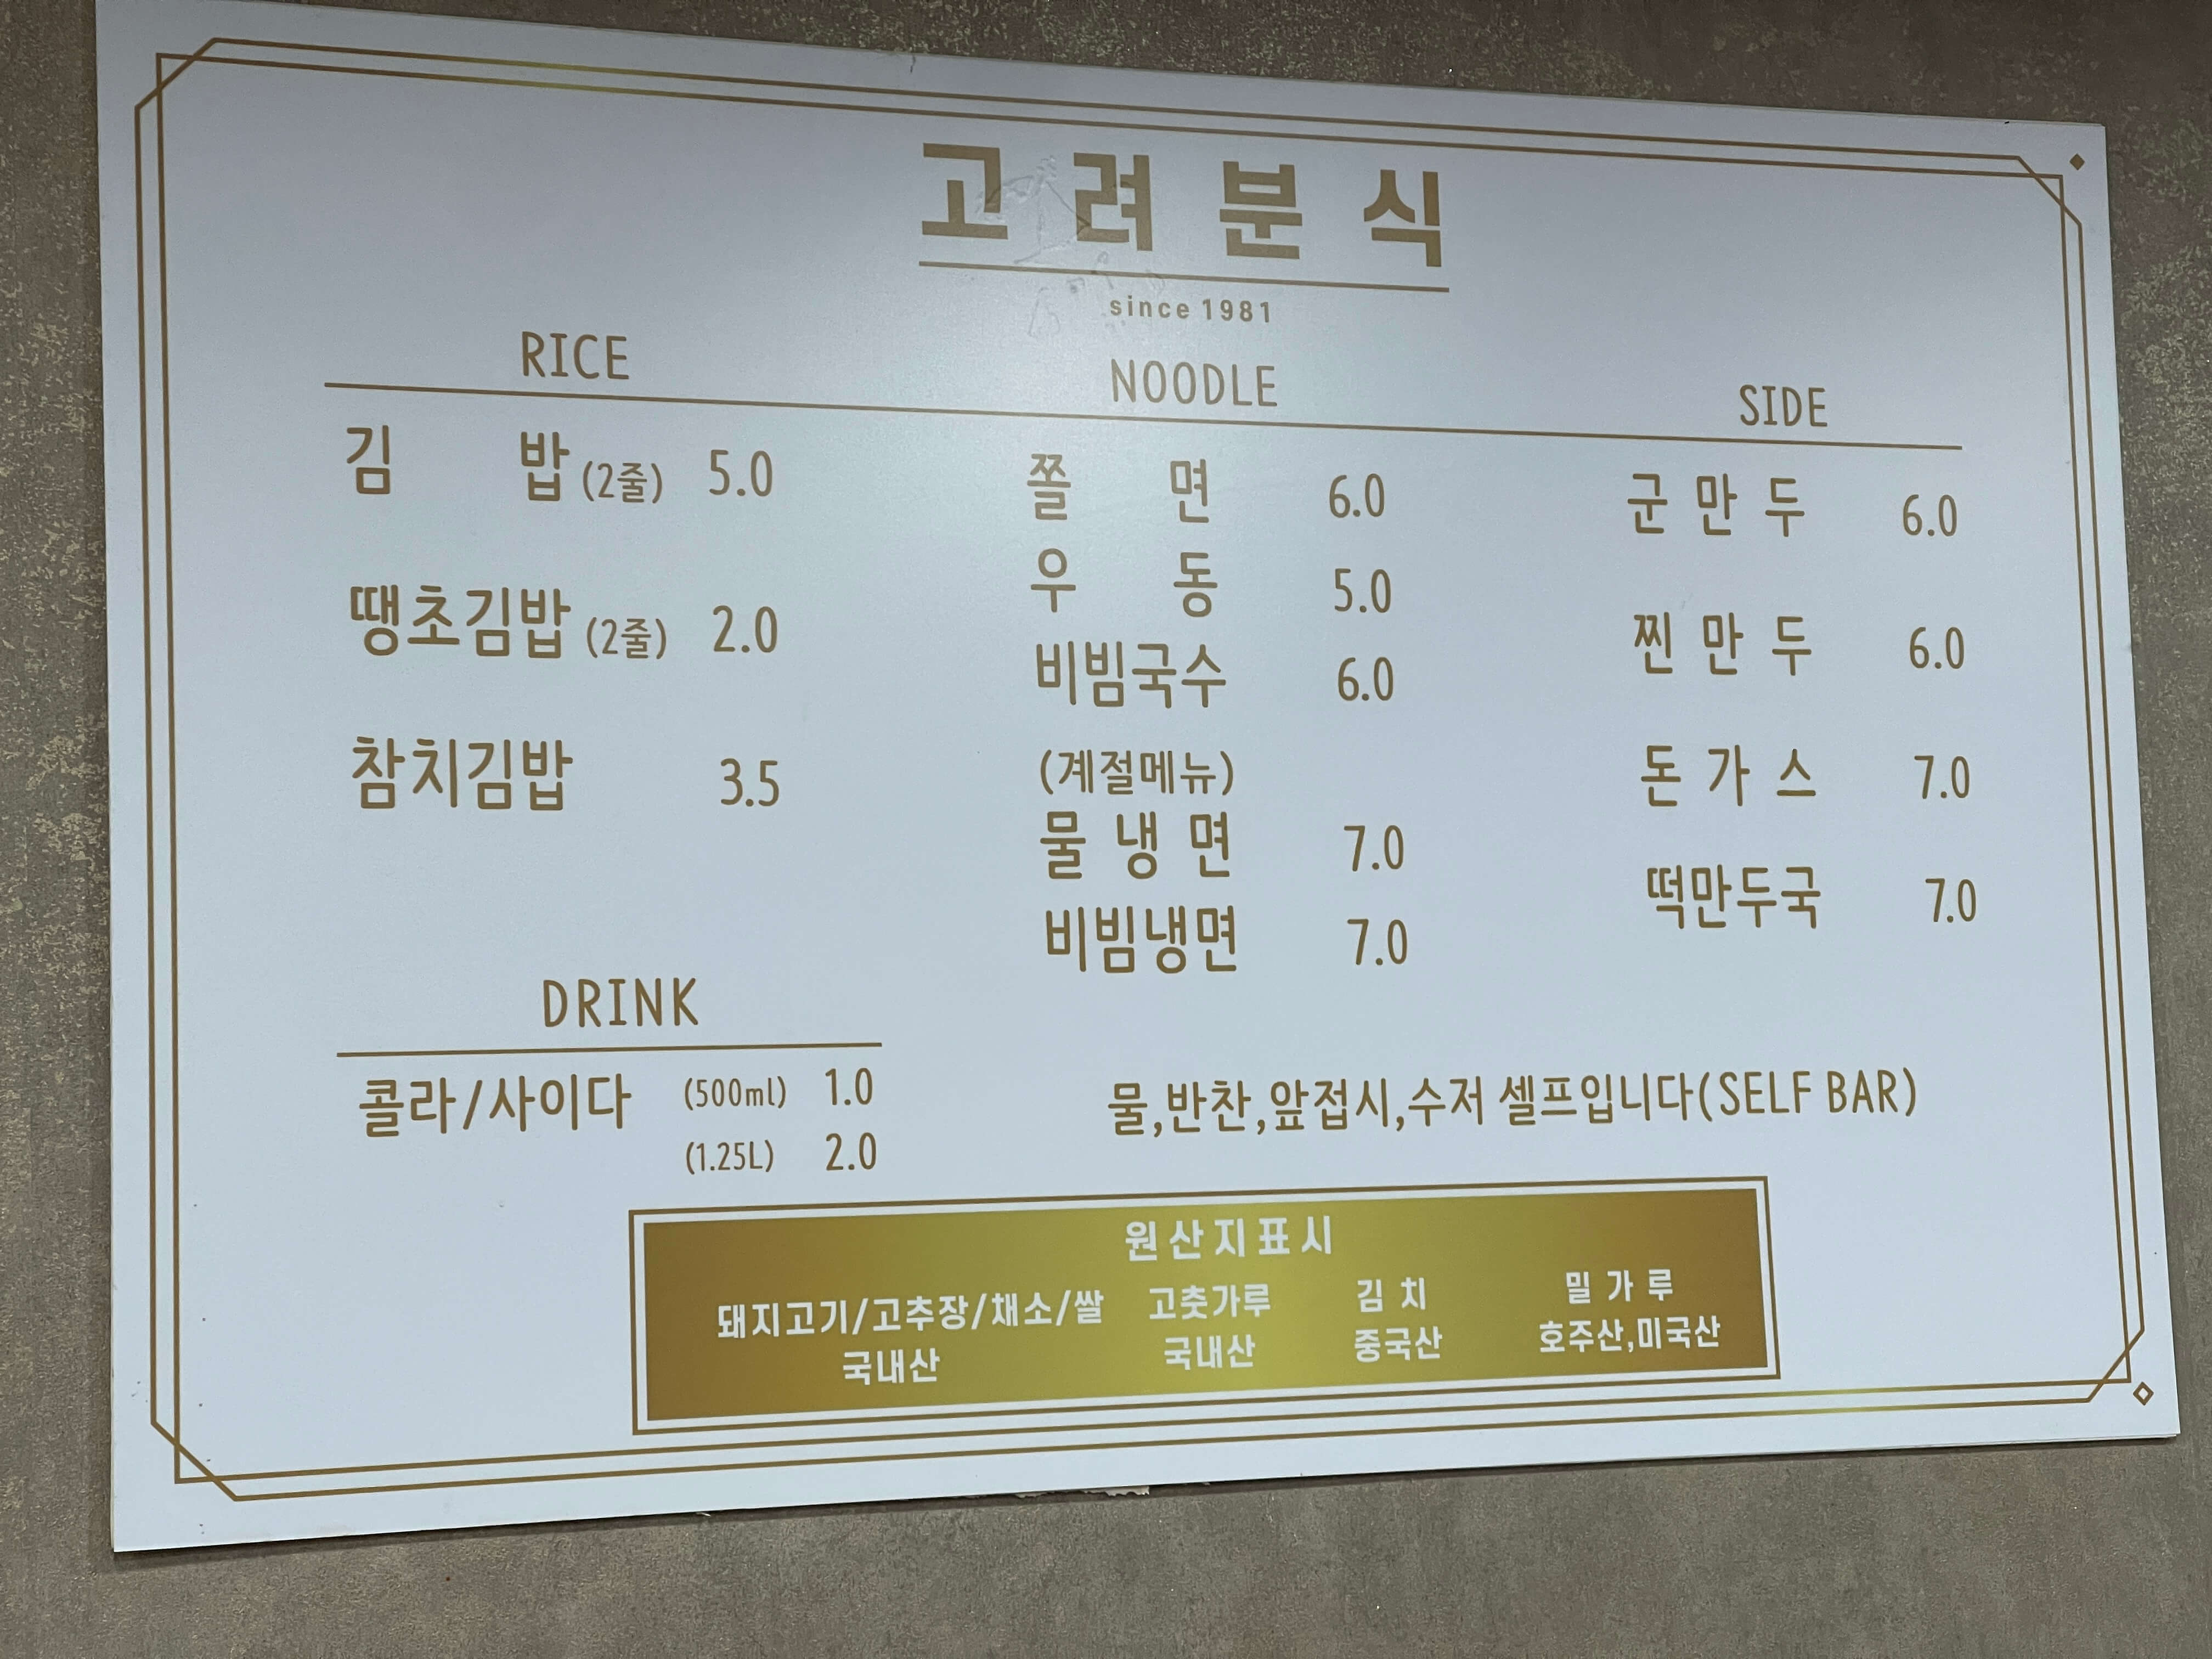 고려분식
since 1981
RICE
김 밥 (2줄) 5.0
땡초김밥 (2줄) 2.0
참치김밥 3.5
NOODLE
쫄 면 6.0
우 동 5.0
비빔국수 6.0
(계절메뉴)
물 냉 면 7.0
비빔냉면 7.0
SIDE
군 만 두 6.0
찐 만 두 6.0
돈 가 스 7.0
떡만두국 7.0
DRINK
콜라/사이다 (500ml) 1.0
(1.25L) 2.0
물,반찬,앞접시,수저 셀프입니다(SELF BAR)
원산지표시
돼지고기/고추장/채소/쌀 고춧가루 김 치 밀 가 루
국내산 국내산 중국산 호주산,미국산